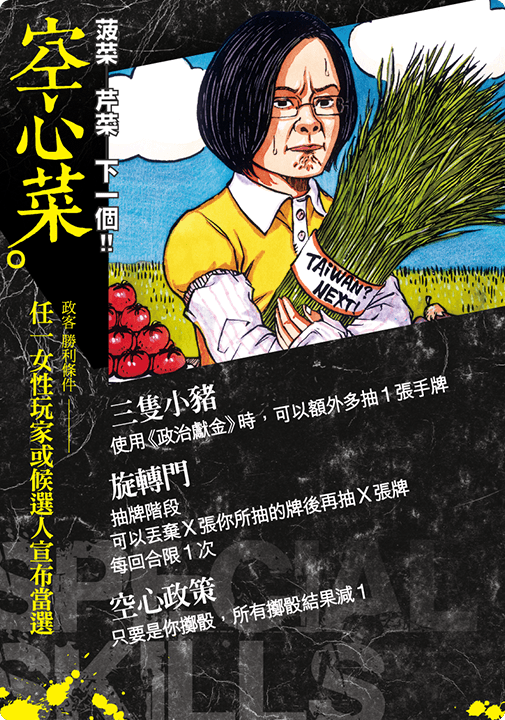 空心菜。
菠菜 芹菜 下一個!!
TAIWAN?
NEXT!
政客 勝利條件
任一女性玩家或候選人宣布當選
三隻小豬
使用《政治獻金》時，可以額外多抽1張手牌
旋轉門
抽牌階段
可以丟棄X張你所抽的牌後再抽X張牌
每回合限1次
空心政策
只要是你擲骰，所有擲骰結果減1
SPECIAL
SKILLS